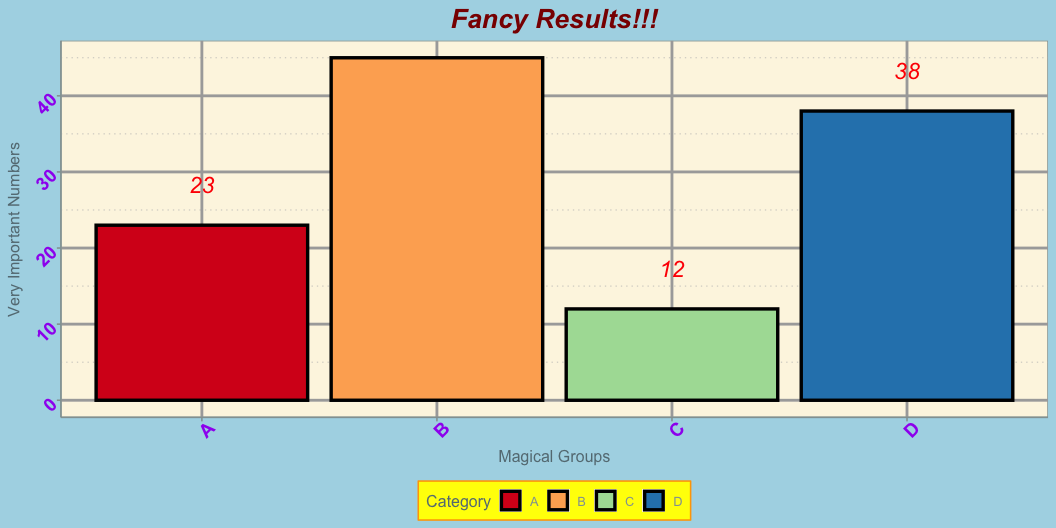 Fancy Results!!!
Very Important Numbers
40
30
20
10
0
23
12
38
A
B
C
D
Magical Groups
Category A B C D